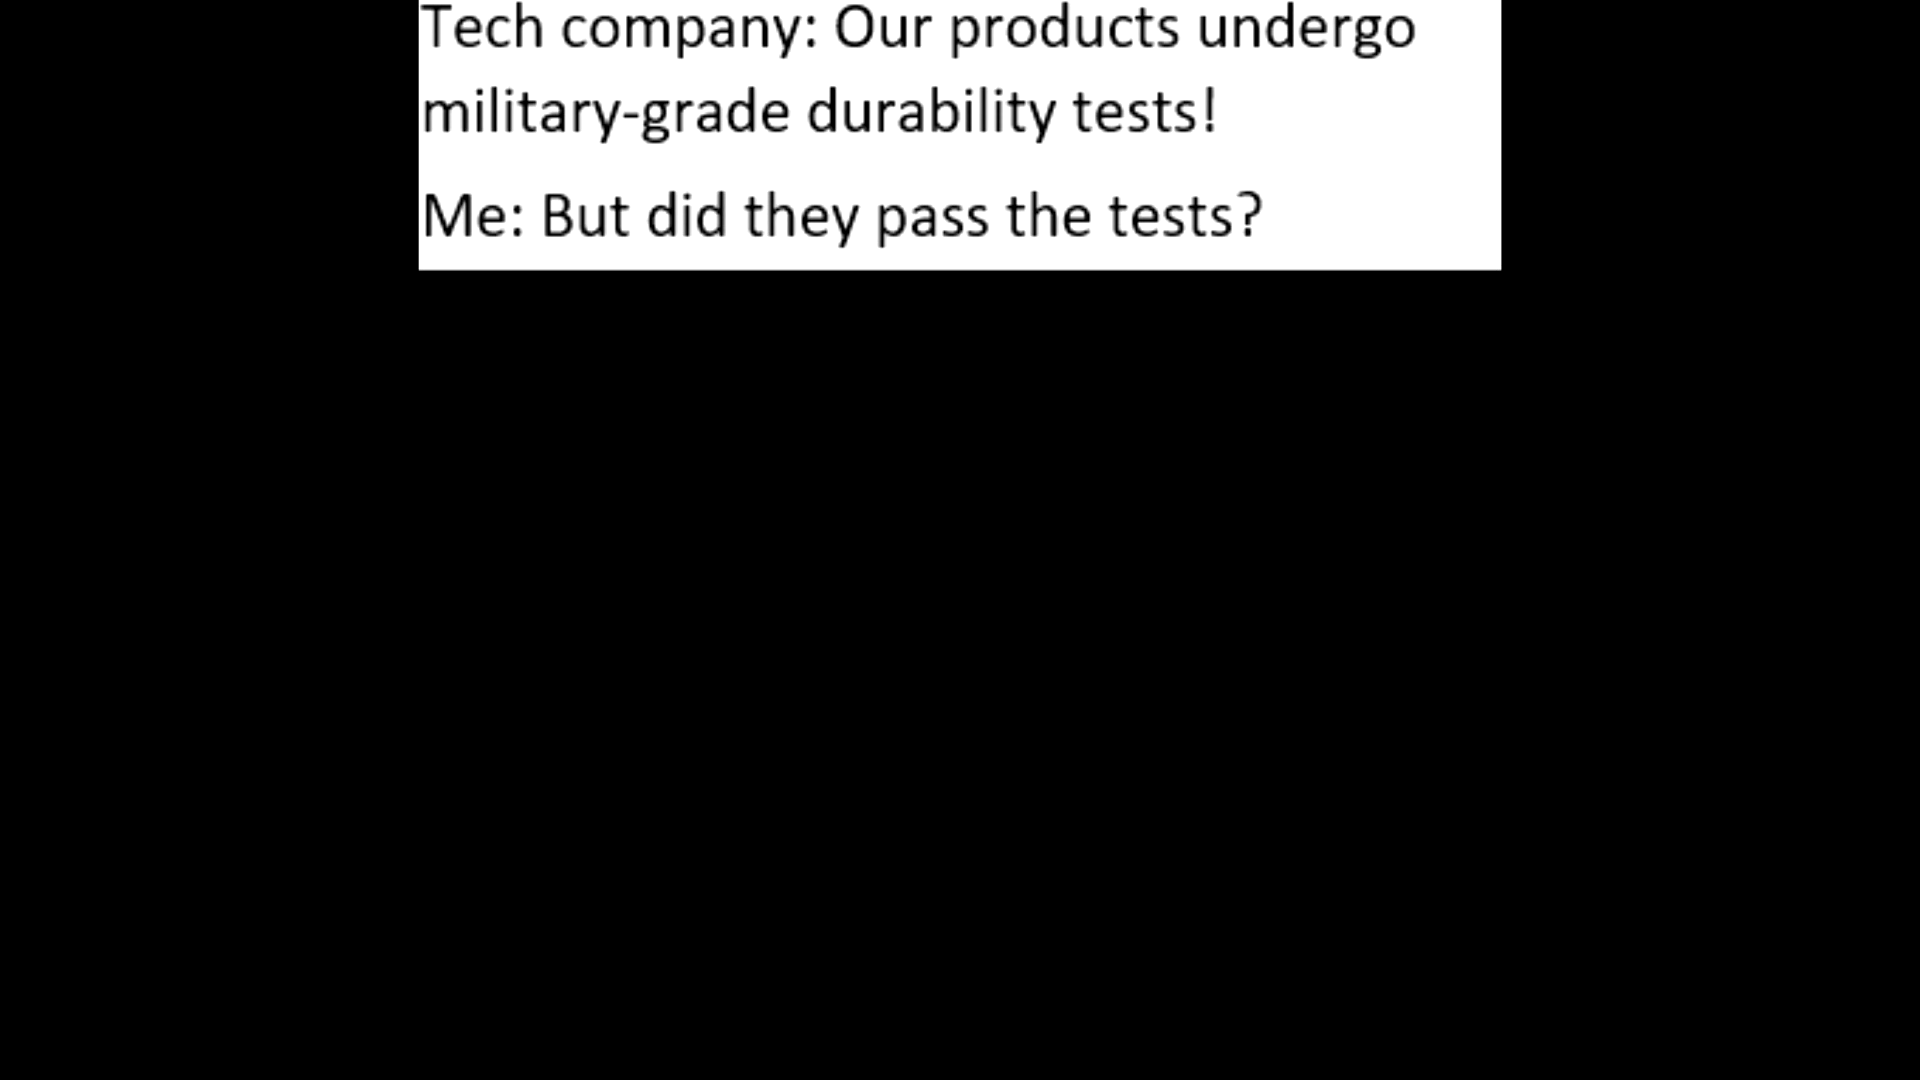 Tech company: Our products undergo
military-grade durability tests!
Me: But did they pass the tests?